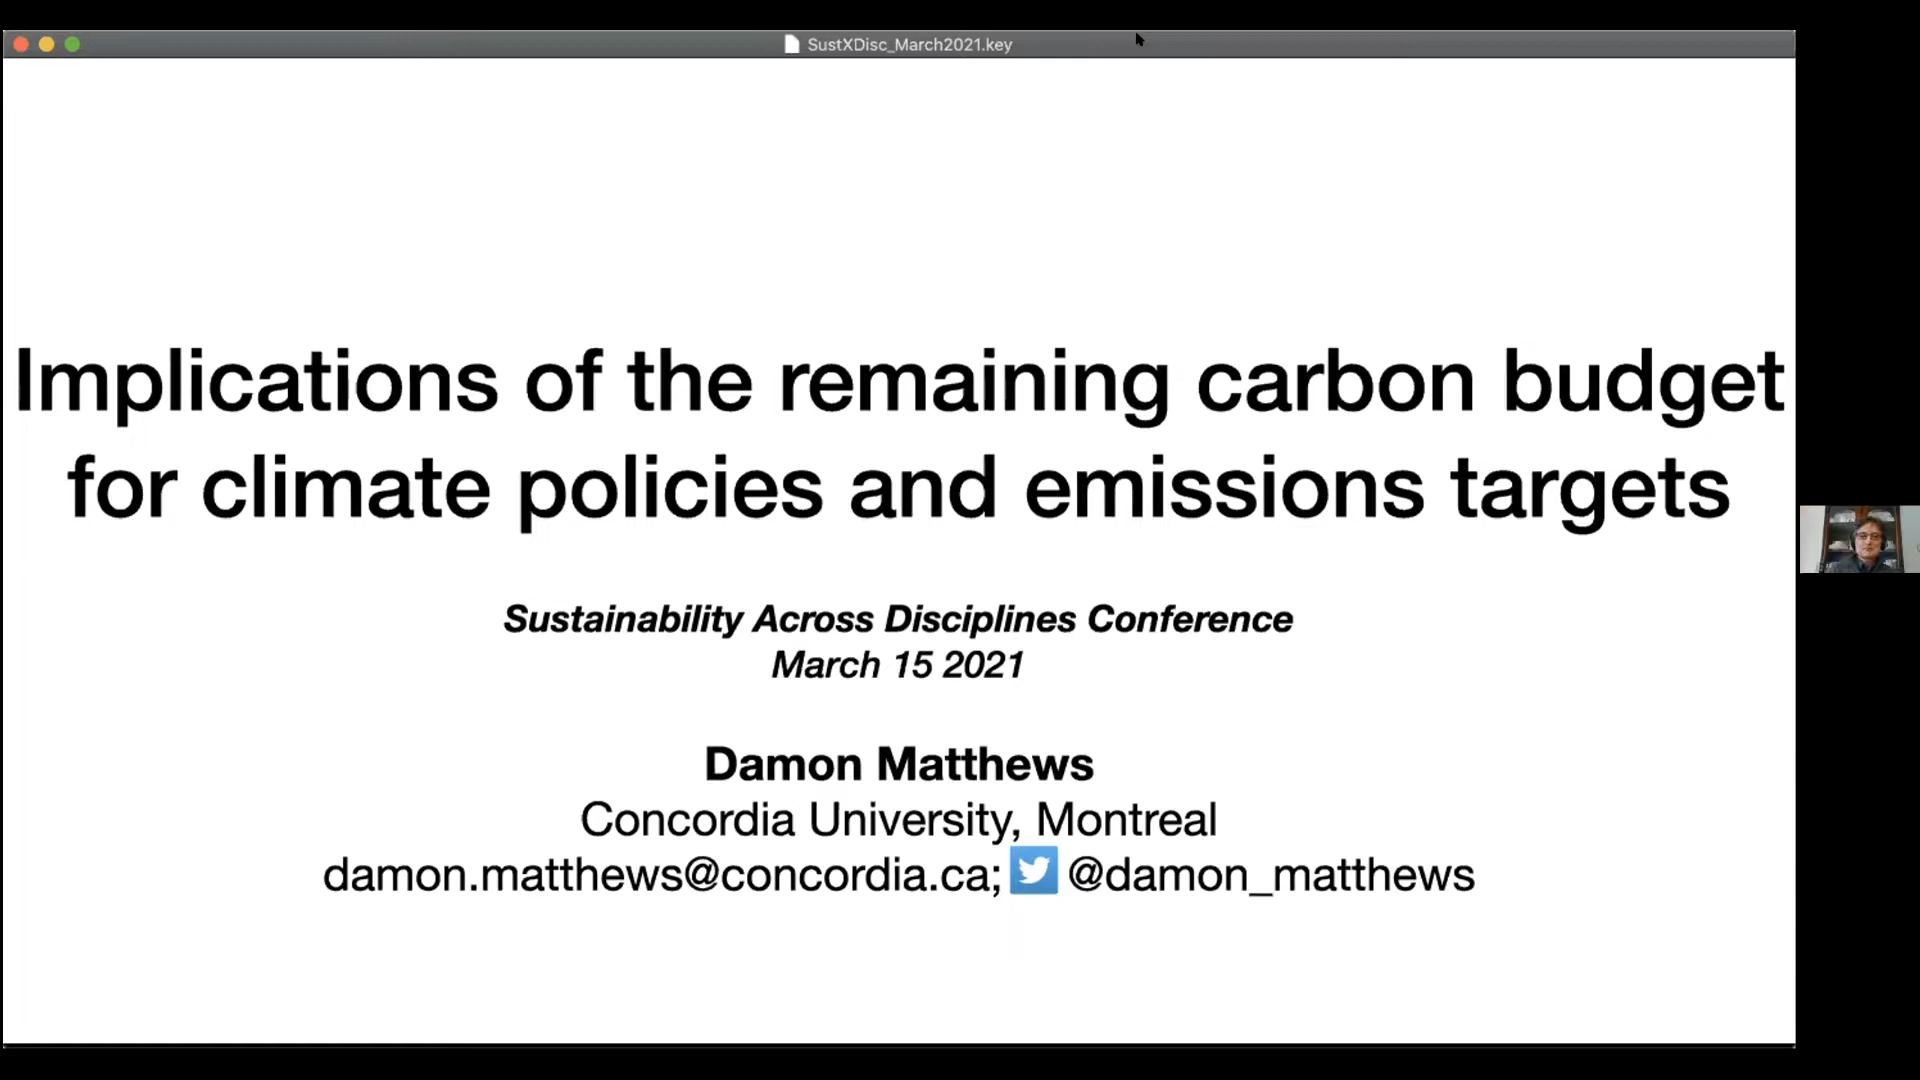 SustXDisc_March2021.key
Implications of the remaining carbon budget
for climate policies and emissions targets
Sustainability Across Disciplines Conference
March 15 2021
Damon Matthews
Concordia University, Montreal
damon.matthews@concordia.ca; @damon_matthews